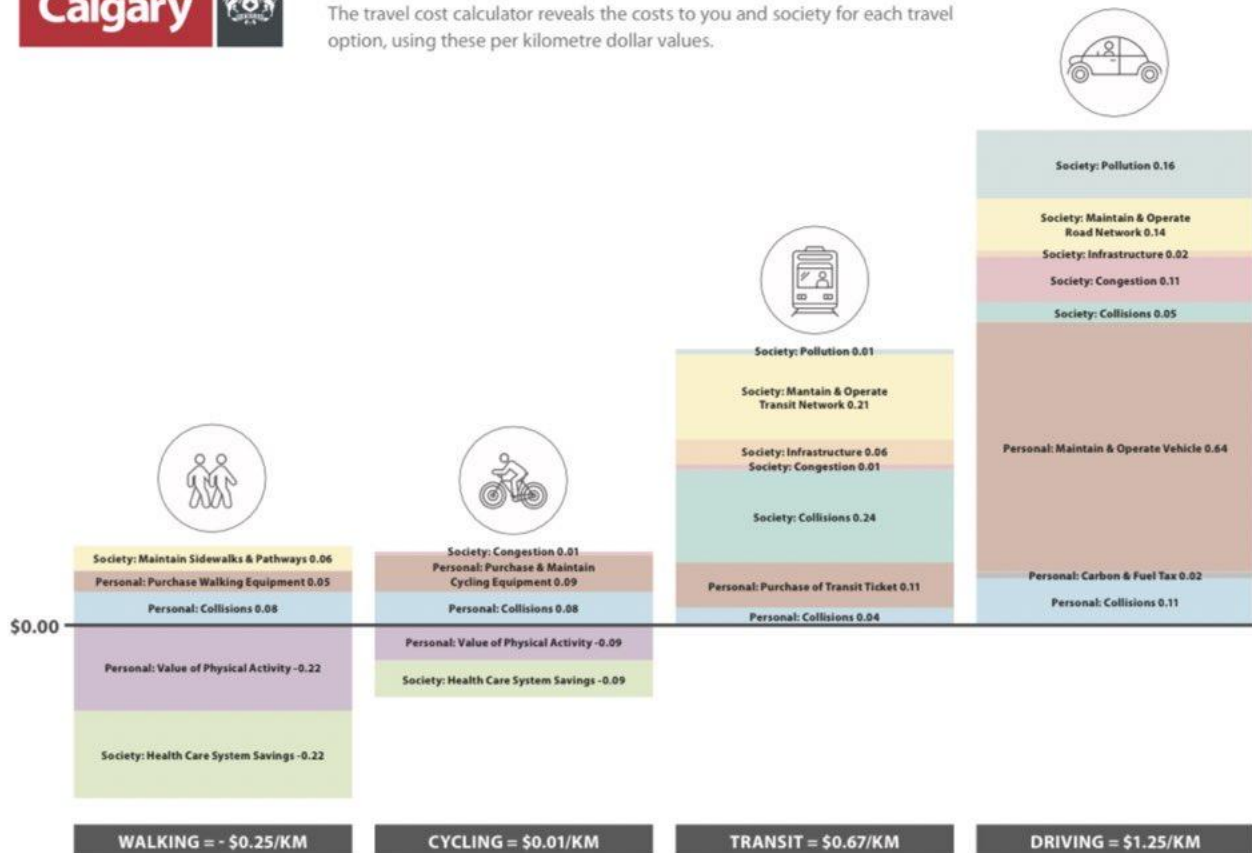 Calgary
The travel cost calculator reveals the costs to you and society for each travel
option, using these per kilometre dollar values.
Society: Maintain Sidewalks & Pathways 0.06
Personal: Purchase Walking Equipment 0.05
Personal: Collisions 0.08
$0.00
Personal: Value of Physical Activity -0.22
Society: Health Care System Savings -0.22
WALKING = - $0.25/KM
Society: Congestion 0.01
Personal: Purchase & Maintain
Cycling Equipment 0.09
Personal: Collisions 0.08
Personal: Value of Physical Activity -0.09
Society: Health Care System Savings -0.09
CYCLING = $0.01/KM
Society: Pollution 0.01
Society: Mantain & Operate
Transit Network 0.21
Society: Infrastructure 0.06
Society: Congestion 0.01
Society: Collisions 0.24
Personal: Purchase of Transit Ticket 0.11
Personal: Collisions 0.04
TRANSIT = $0.67/KM
Society: Pollution 0.16
Society: Maintain & Operate
Road Network 0.14
Society: Infrastructure 0.02
Society: Congestion 0.11
Society: Collisions 0.05
Personal: Maintain & Operate Vehicle 0.64
Personal: Carbon & Fuel Tax 0.02
Personal: Collisions 0.11
DRIVING = $1.25/KM